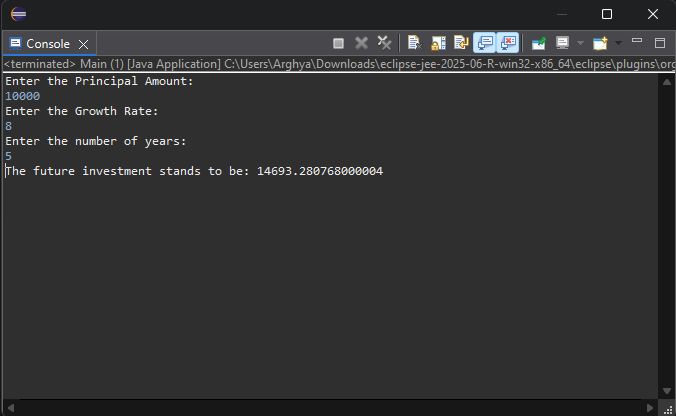 Console
<terminated> Main (1) [Java Application] C:\Users\Arghya\Downloads\eclipse-jee-2025-06-R-win32-x86_64\eclipse\plugins\org
Enter the Principal Amount:
10000
Enter the Growth Rate:
8
Enter the number of years:
5
The future investment stands to be: 14693.280768000004